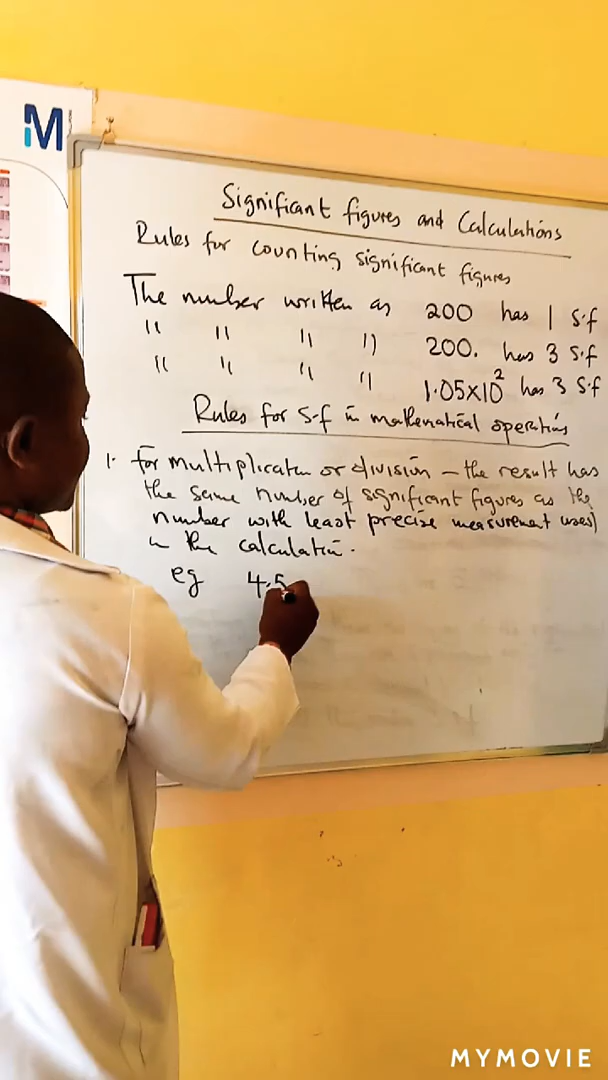 M
Significant figures and Calculations
Rules for counting significant figures
The number written as 200 has 1 S.f
" " " " 200. has 3 S.f
" " " " 1.05x10² has 3 S.f
Rules for S.f in mathematical operations
1. for multiplication or division – the result has
the same number of significant figures as the
number with least precise measurement used
in the calculation.
eg 4.5
MYMOVIE